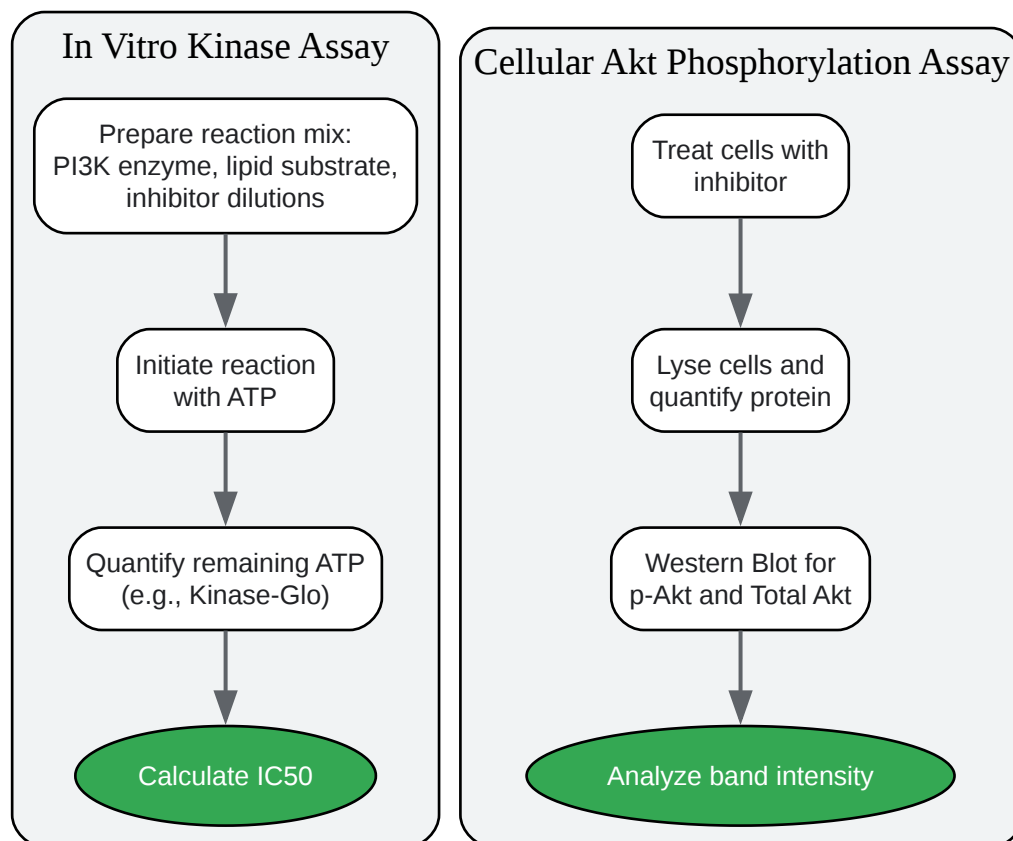 In Vitro Kinase Assay
Prepare reaction mix:
PI3K enzyme, lipid substrate,
inhibitor dilutions
Initiate reaction
with ATP
Quantify remaining ATP
(e.g., Kinase-Glo)
Calculate IC50
Cellular Akt Phosphorylation Assay
Treat cells with
inhibitor
Lyse cells and
quantify protein
Western Blot for
p-Akt and Total Akt
Analyze band intensity